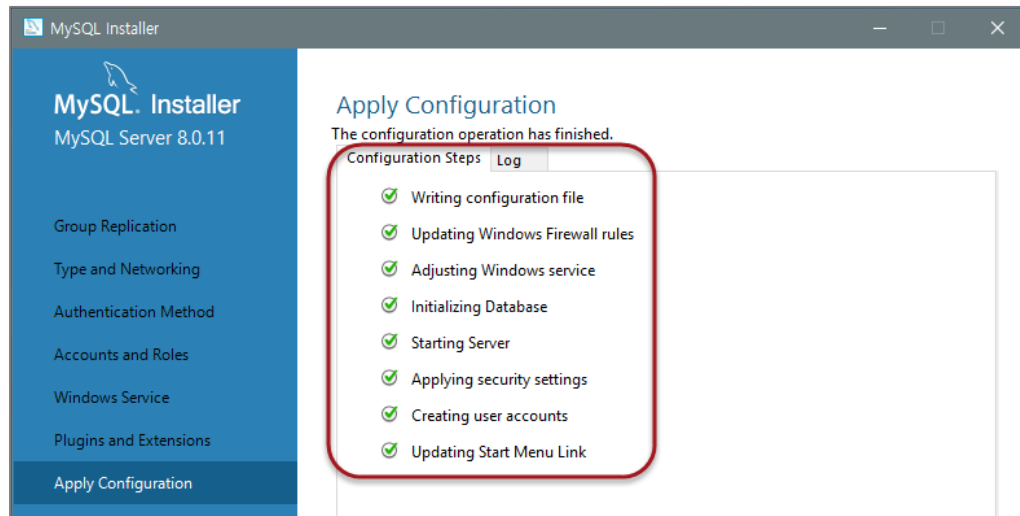 MySQL Installer
MySQL. Installer
MySQL Server 8.0.11
Group Replication
Type and Networking
Authentication Method
Accounts and Roles
Windows Service
Plugins and Extensions
Apply Configuration
Apply Configuration
The configuration operation has finished.
Configuration Steps Log
Writing configuration file
Updating Windows Firewall rules
Adjusting Windows service
Initializing Database
Starting Server
Applying security settings
Creating user accounts
Updating Start Menu Link